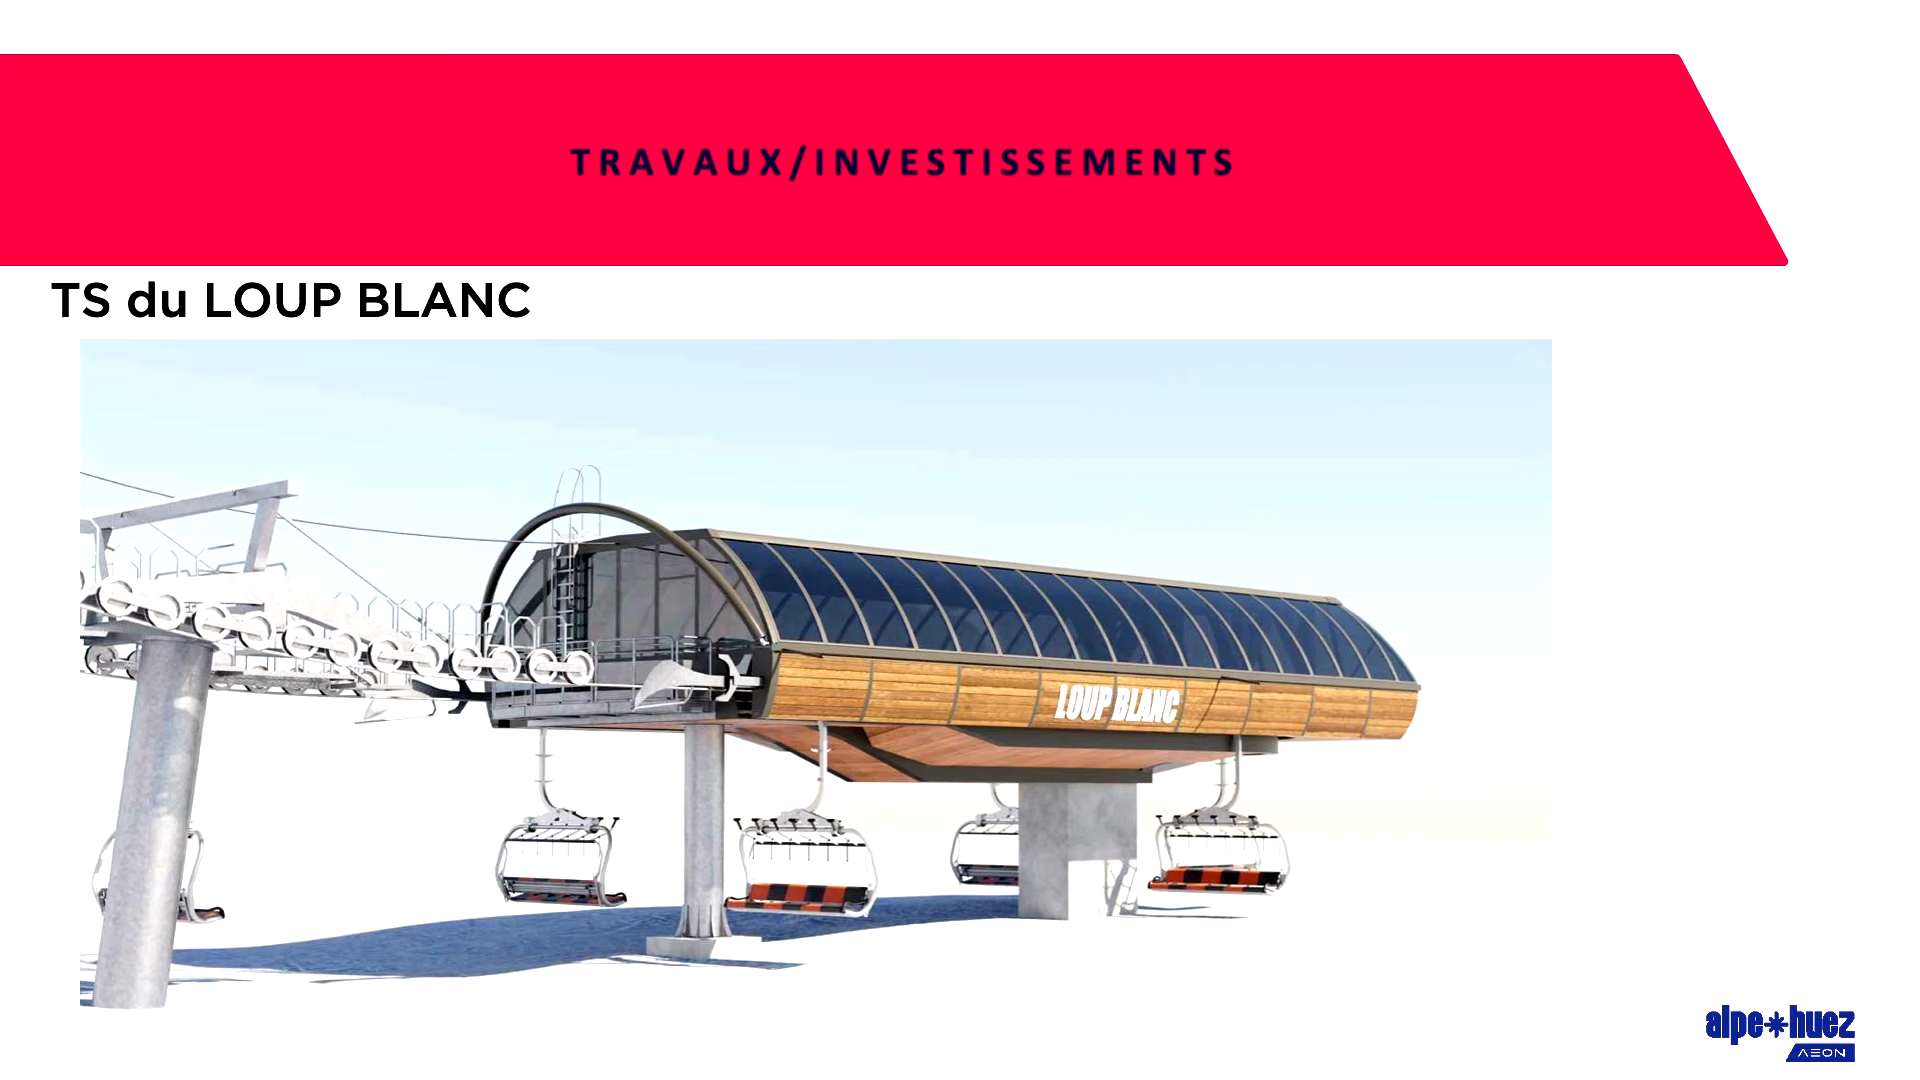 TRAVAUX/INVESTISSEMENTS
TS du LOUP BLANC
LOUP BLANC
alpe*huez
AEON